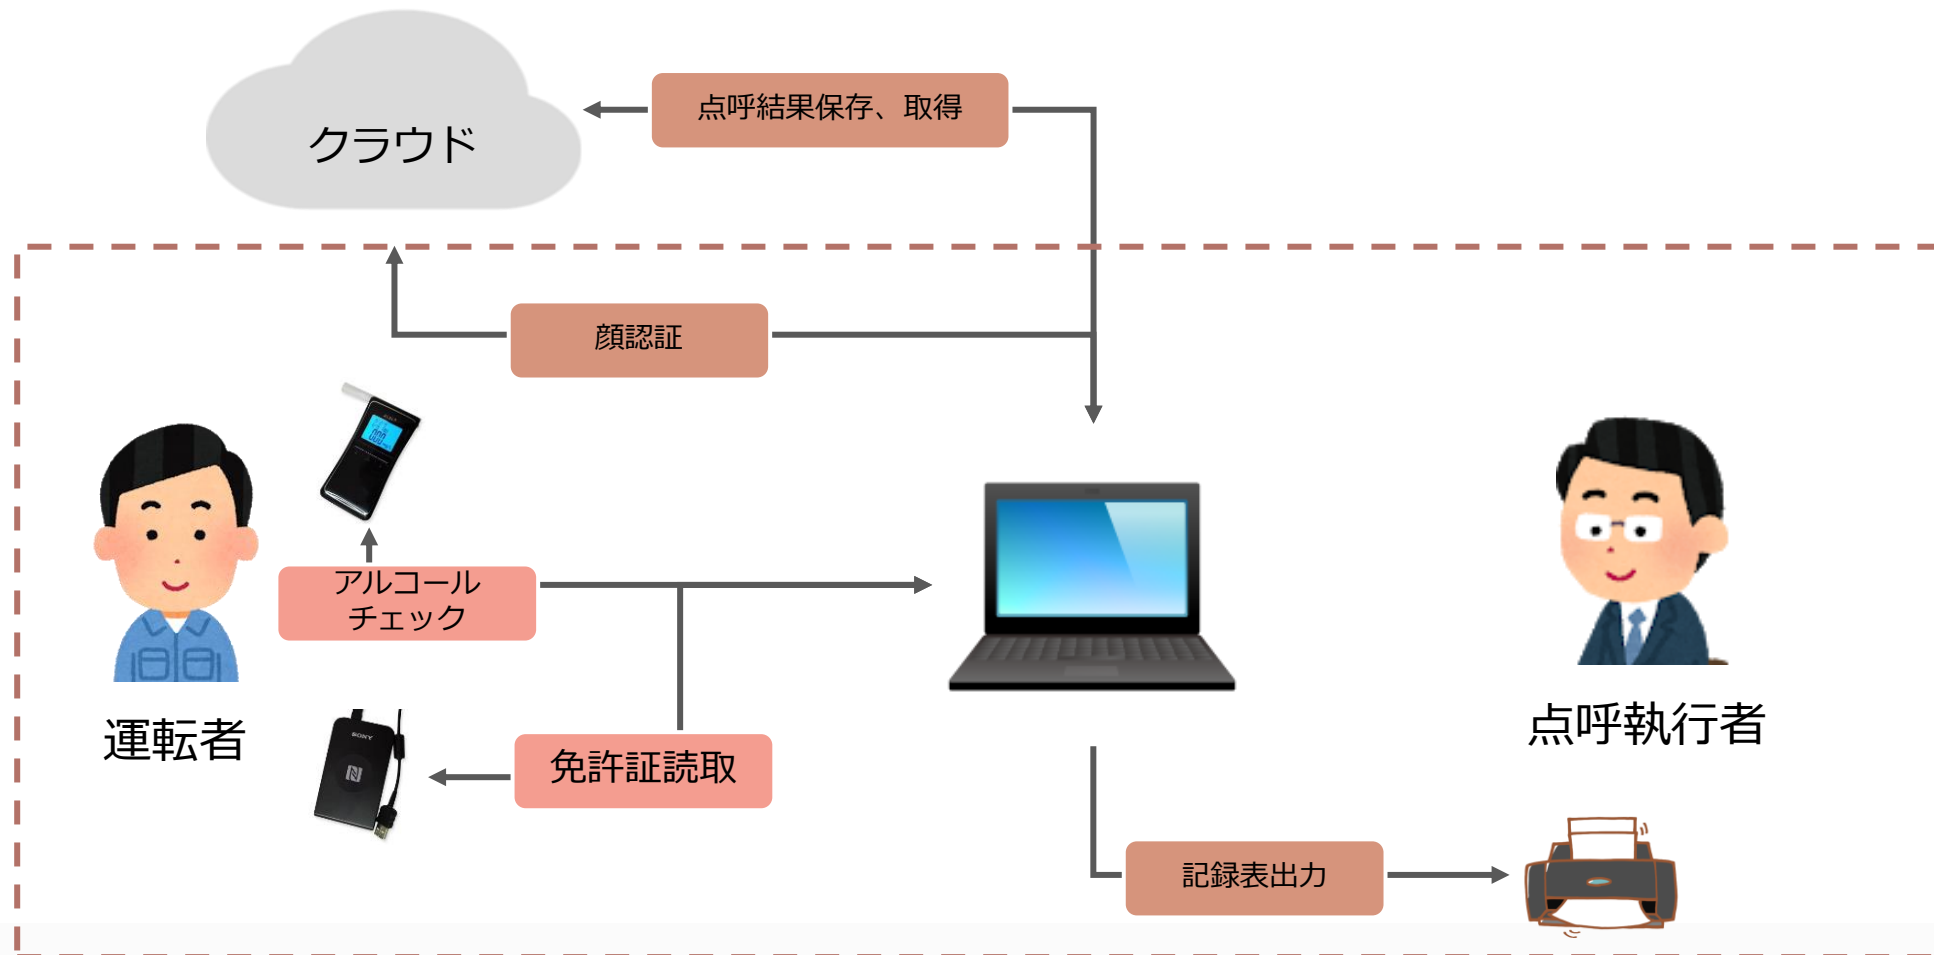 クラウド
点呼結果保存、取得
顔認証
アルコール
チェック
運転者
SONY
免許証読取
点呼執行者
記録表出力